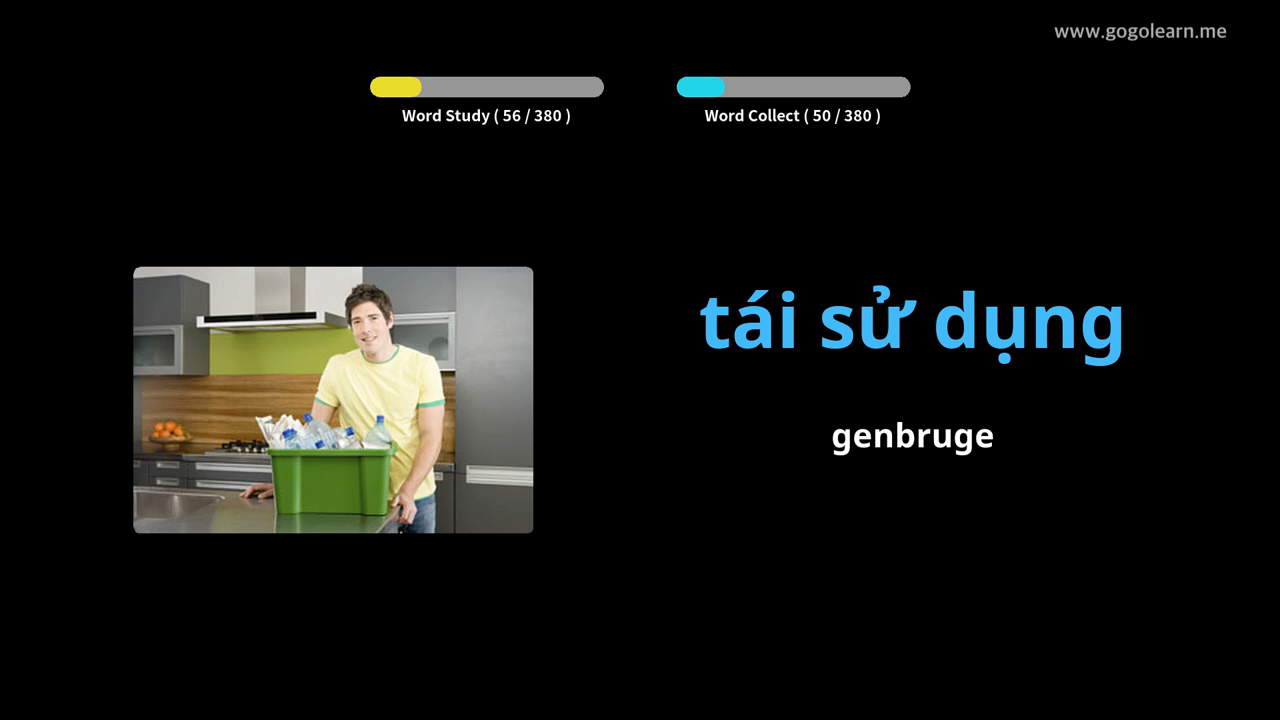 www.gogolearn.me
Word Study ( 56 / 380 )
Word Collect ( 50 / 380 )
tái sử dụng
genbruge